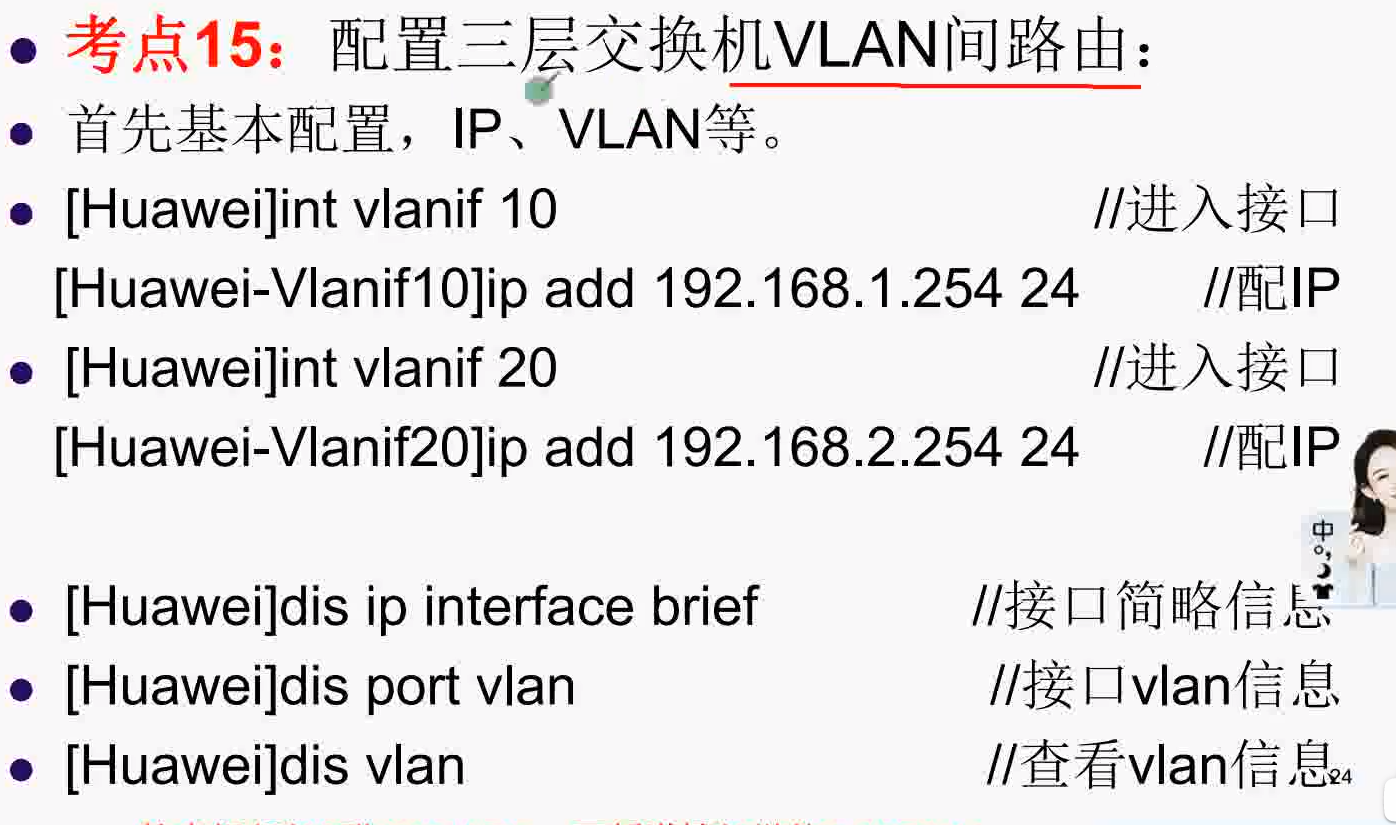 考点15：配置三层交换机VLAN间路由：
首先基本配置，IP、VLAN等。
[Huawei]int vlanif 10 //进入接口
[Huawei-Vlanif10]ip add 192.168.1.254 24 //配IP
[Huawei]int vlanif 20 //进入接口
[Huawei-Vlanif20]ip add 192.168.2.254 24 //配IP
中
[Huawei]dis ip interface brief //接口简略信息
[Huawei]dis port vlan //接口vlan信息
[Huawei]dis vlan //查看vlan信息
24